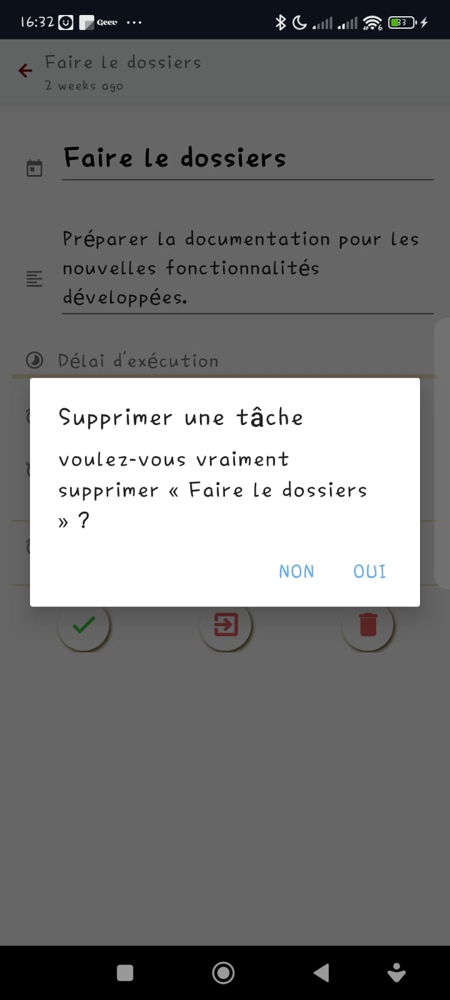 16:32 Geev ... 33
Faire le dossiers
2 weeks ago
Faire le dossiers
Préparer la documentation pour les
nouvelles fonctionnalités
développées.
Délai d'exécution
Supprimer une tâche
voulez-vous vraiment
supprimer « Faire le dossiers
» ?
NON OUI